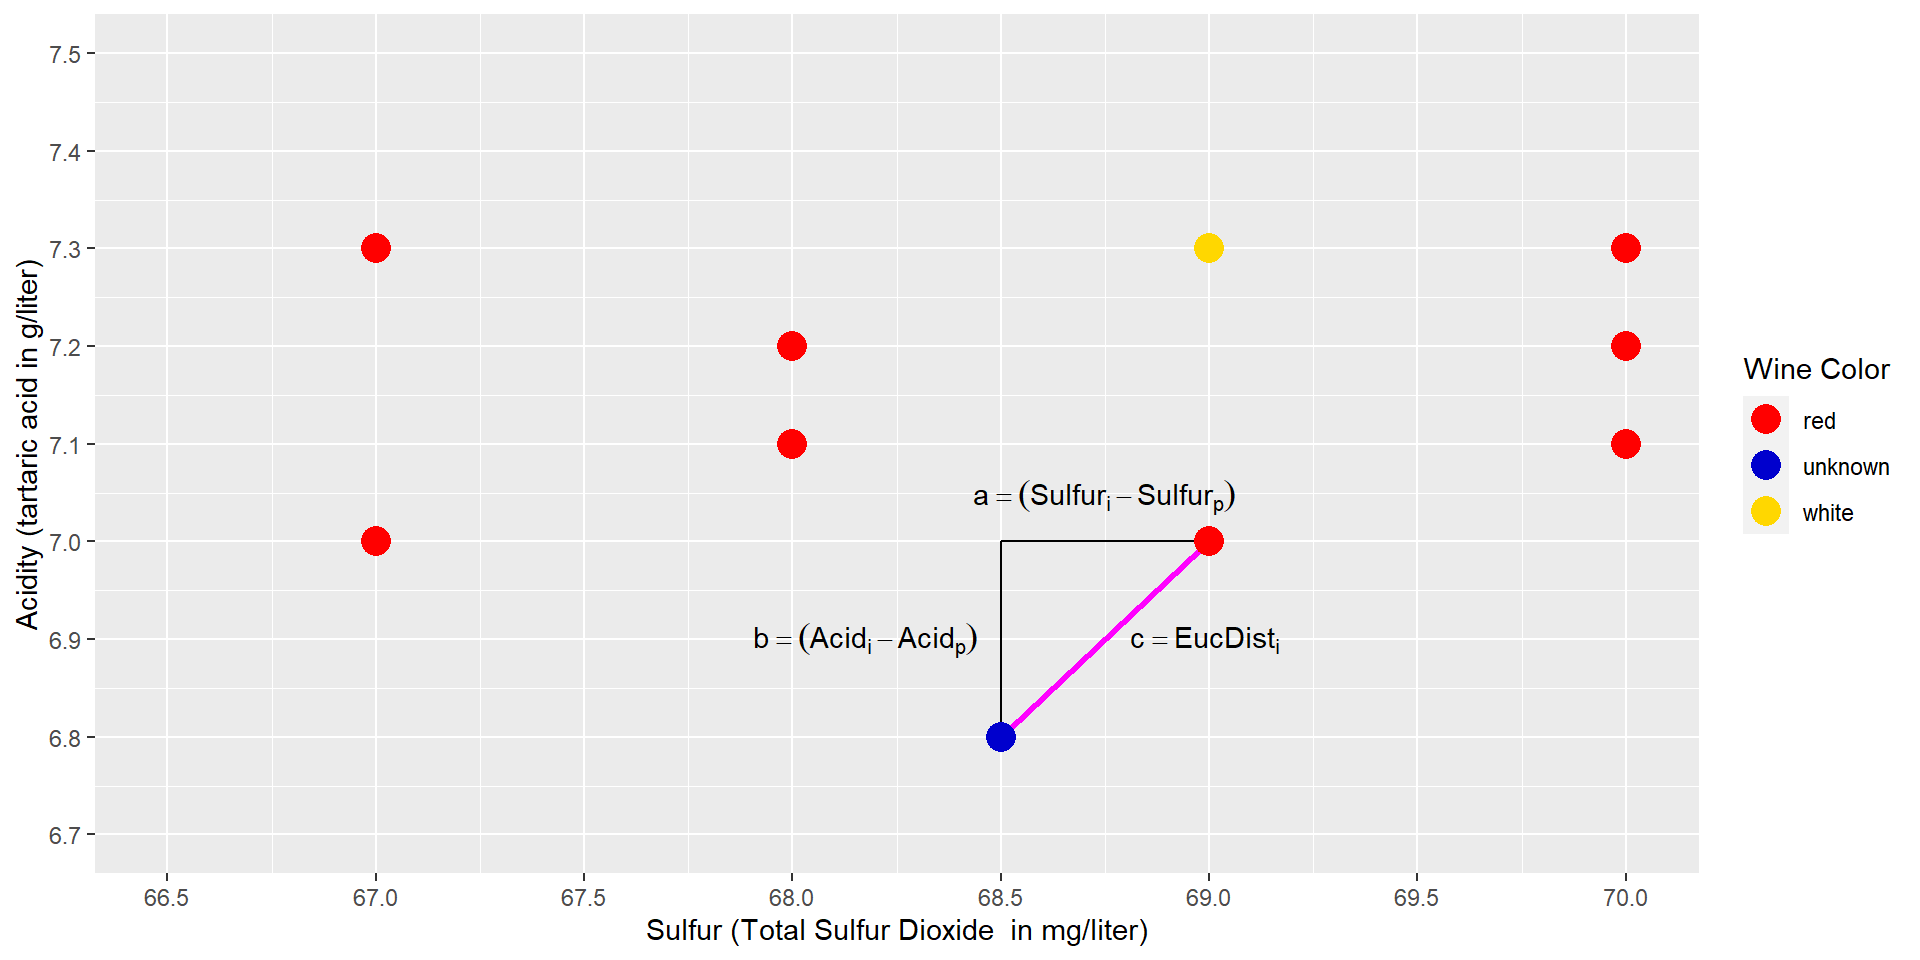 7.5
7.4
7.3
7.2
7.1
7.0
6.9
6.8
6.7
Acidity (tartaric acid in g/liter)
a = (Sulfurᵢ − Sulfurₚ)
b = (Acidᵢ − Acidₚ)
c = EucDistᵢ
66.5 67.0 67.5 68.0 68.5 69.0 69.5 70.0
Sulfur (Total Sulfur Dioxide  in mg/liter)
Wine Color
red
unknown
white